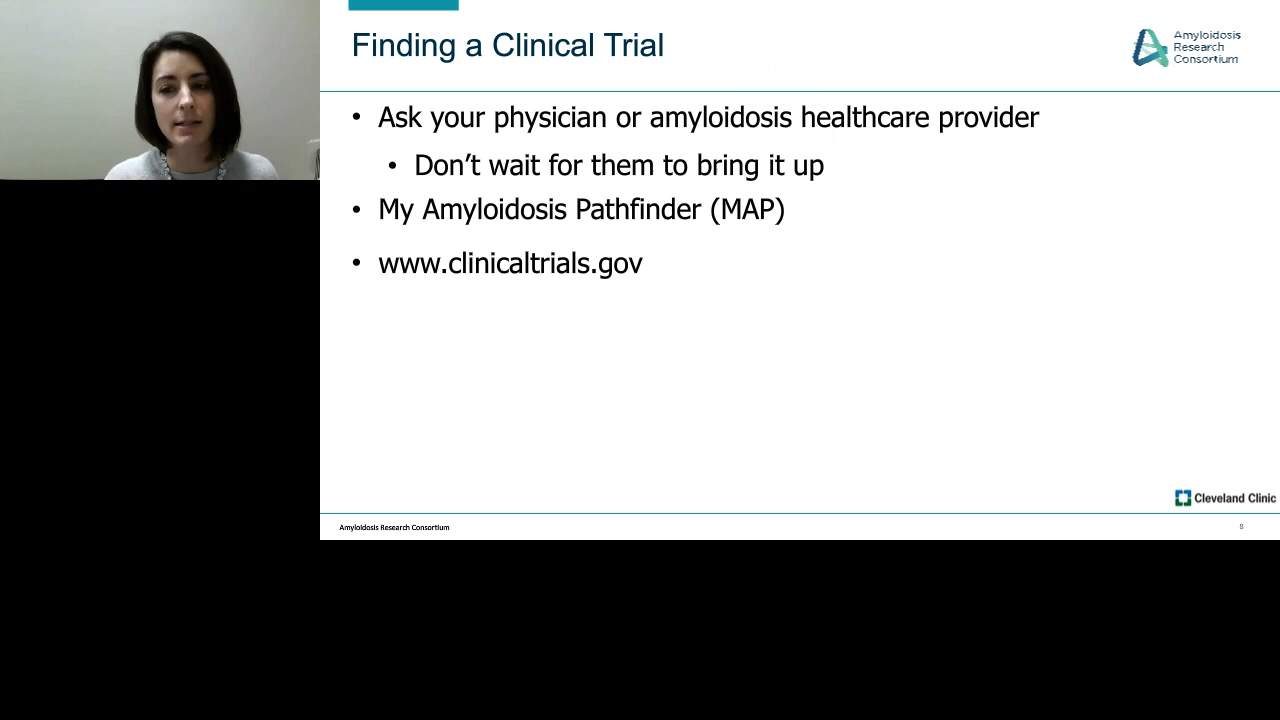 Finding a Clinical Trial
Amyloidosis
Research
Consortium
• Ask your physician or amyloidosis healthcare provider
• Don’t wait for them to bring it up
• My Amyloidosis Pathfinder (MAP)
• www.clinicaltrials.gov
Cleveland Clinic
Amyloidosis Research Consortium
8